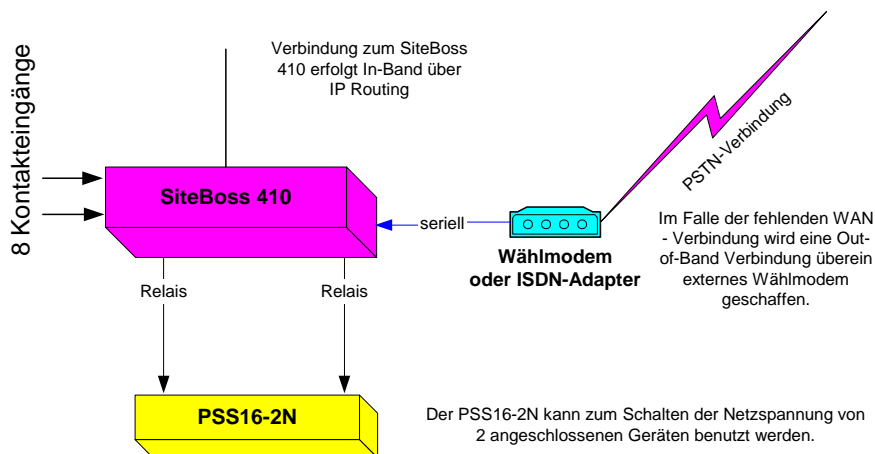 Verbindung zum SiteBoss
410 erfolgt In-Band über
IP Routing
8 Kontakteingänge
SiteBoss 410
PSTN-Verbindung
seriell
Wählmodem
oder ISDN-Adapter
Im Falle der fehlenden WAN
- Verbindung wird eine Out-
of-Band Verbindung überein
externes Wählmodem
geschaffen.
Relais
Relais
PSS16-2N
Der PSS16-2N kann zum Schalten der Netzspannung von
2 angeschlossenen Geräten benutzt werden.